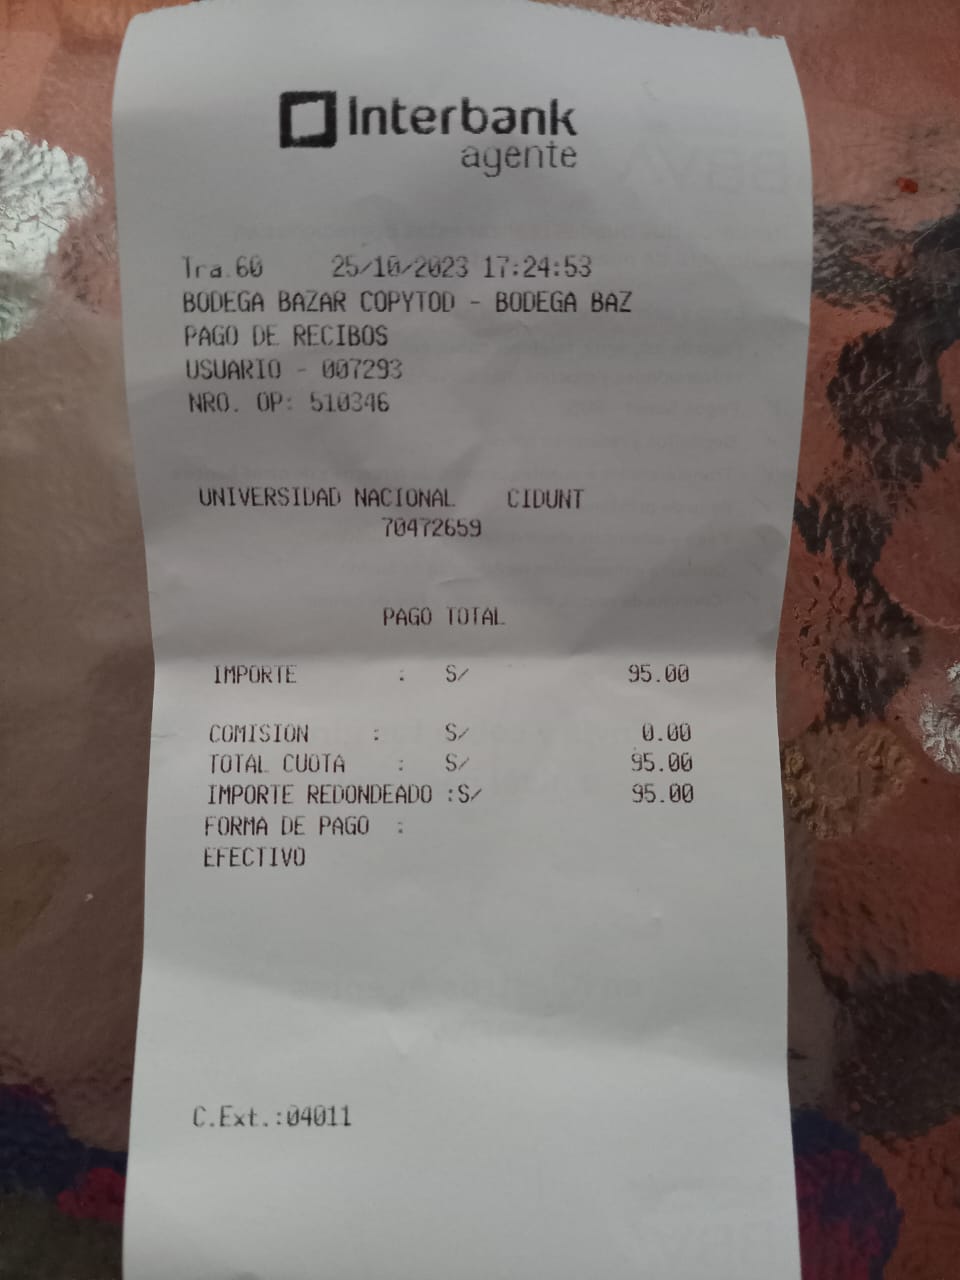 Interbank
agente
Tra.60 25/10/2023 17:24:53
BODEGA BAZAR COPYTOD - BODEGA BAZ
PAGO DE RECIBOS
USUARIO - 007293
NRO. OP: 510346
UNIVERSIDAD NACIONAL CIDUNT
70472659
PAGO TOTAL
IMPORTE : S/ 95.00
COMISION : S/ 0.00
TOTAL CUOTA : S/ 95.00
IMPORTE REDONDEADO :S/ 95.00
FORMA DE PAGO :
EFECTIVO
C.Ext.:04011